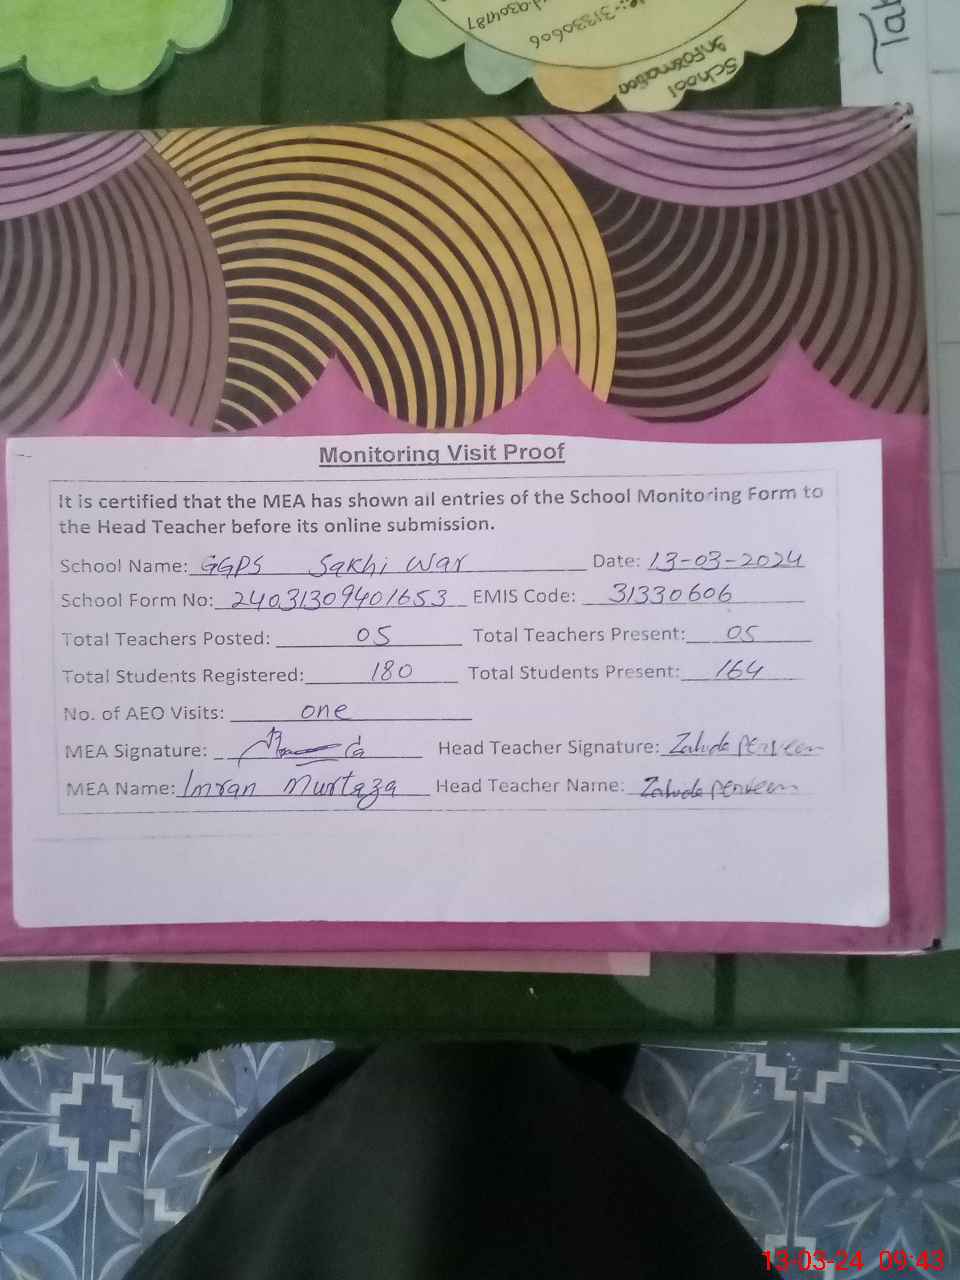 31330606
School
Information
Monitoring Visit Proof
It is certified that the MEA has shown all entries of the School Monitoring Form to
the Head Teacher before its online submission.
School Name: GGPS Sakhi War Date: 13-03-2024
School Form No: 24031309401653 EMIS Code: 31330606
Total Teachers Posted: 05 Total Teachers Present: 05
Total Students Registered: 180 Total Students Present: 164
No. of AEO Visits: one
MEA Signature: Head Teacher Signature: Zahida perveen
MEA Name: Imran Murtaza Head Teacher Name: Zahida perveen
13-03-24 09:43